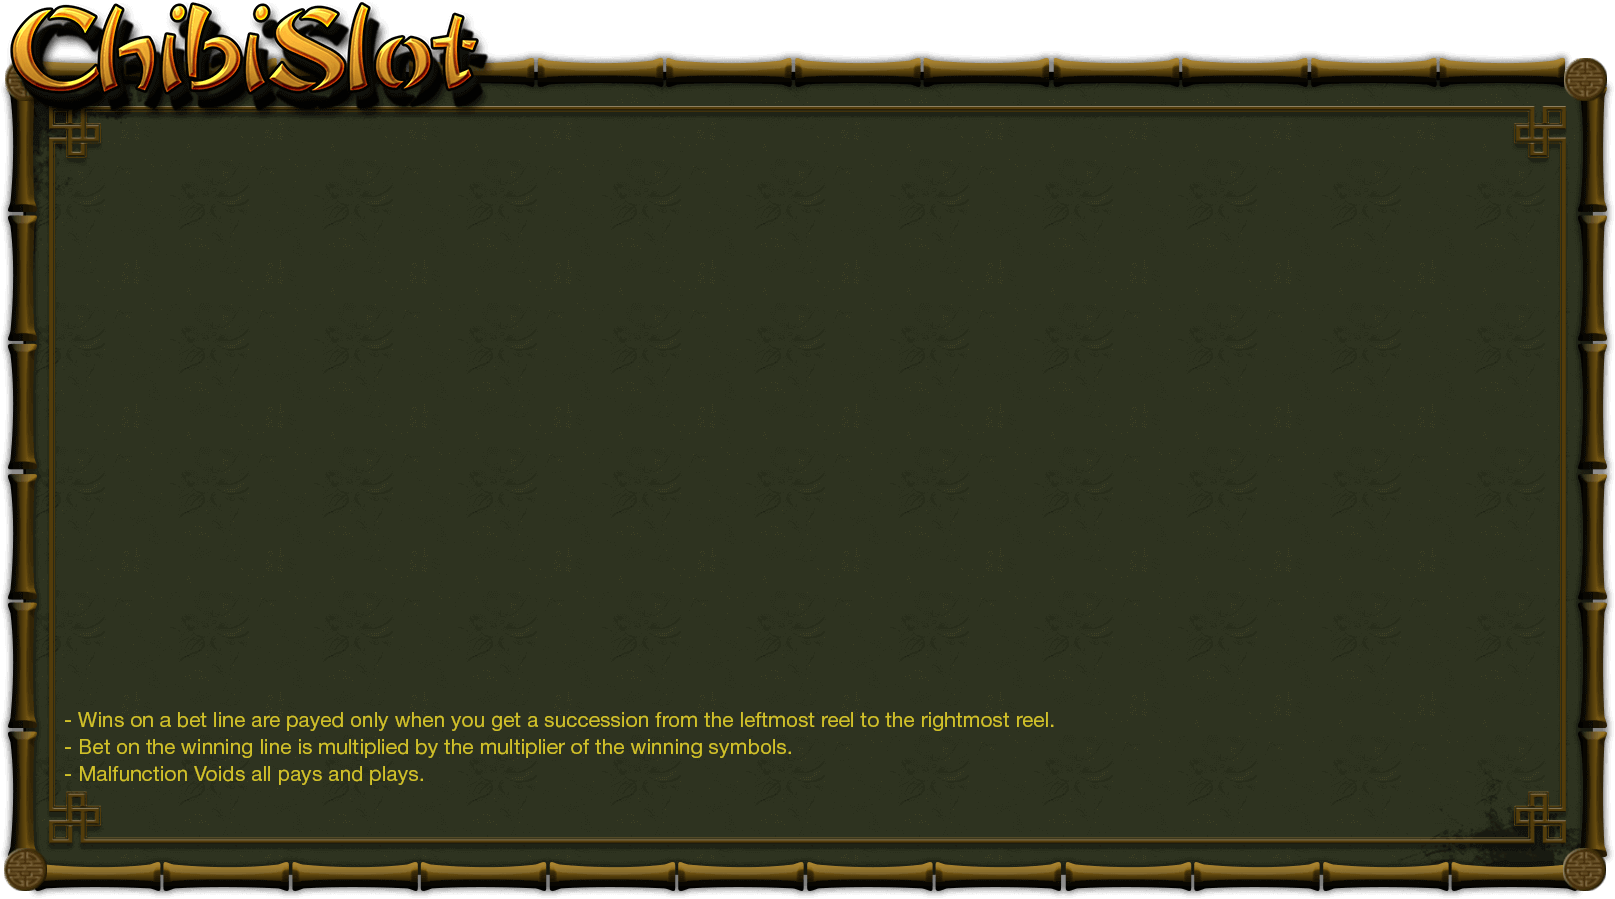 ChibiSlot
- Wins on a bet line are payed only when you get a succession from the leftmost reel to the rightmost reel.
- Bet on the winning line is multiplied by the multiplier of the winning symbols.
- Malfunction Voids all pays and plays.